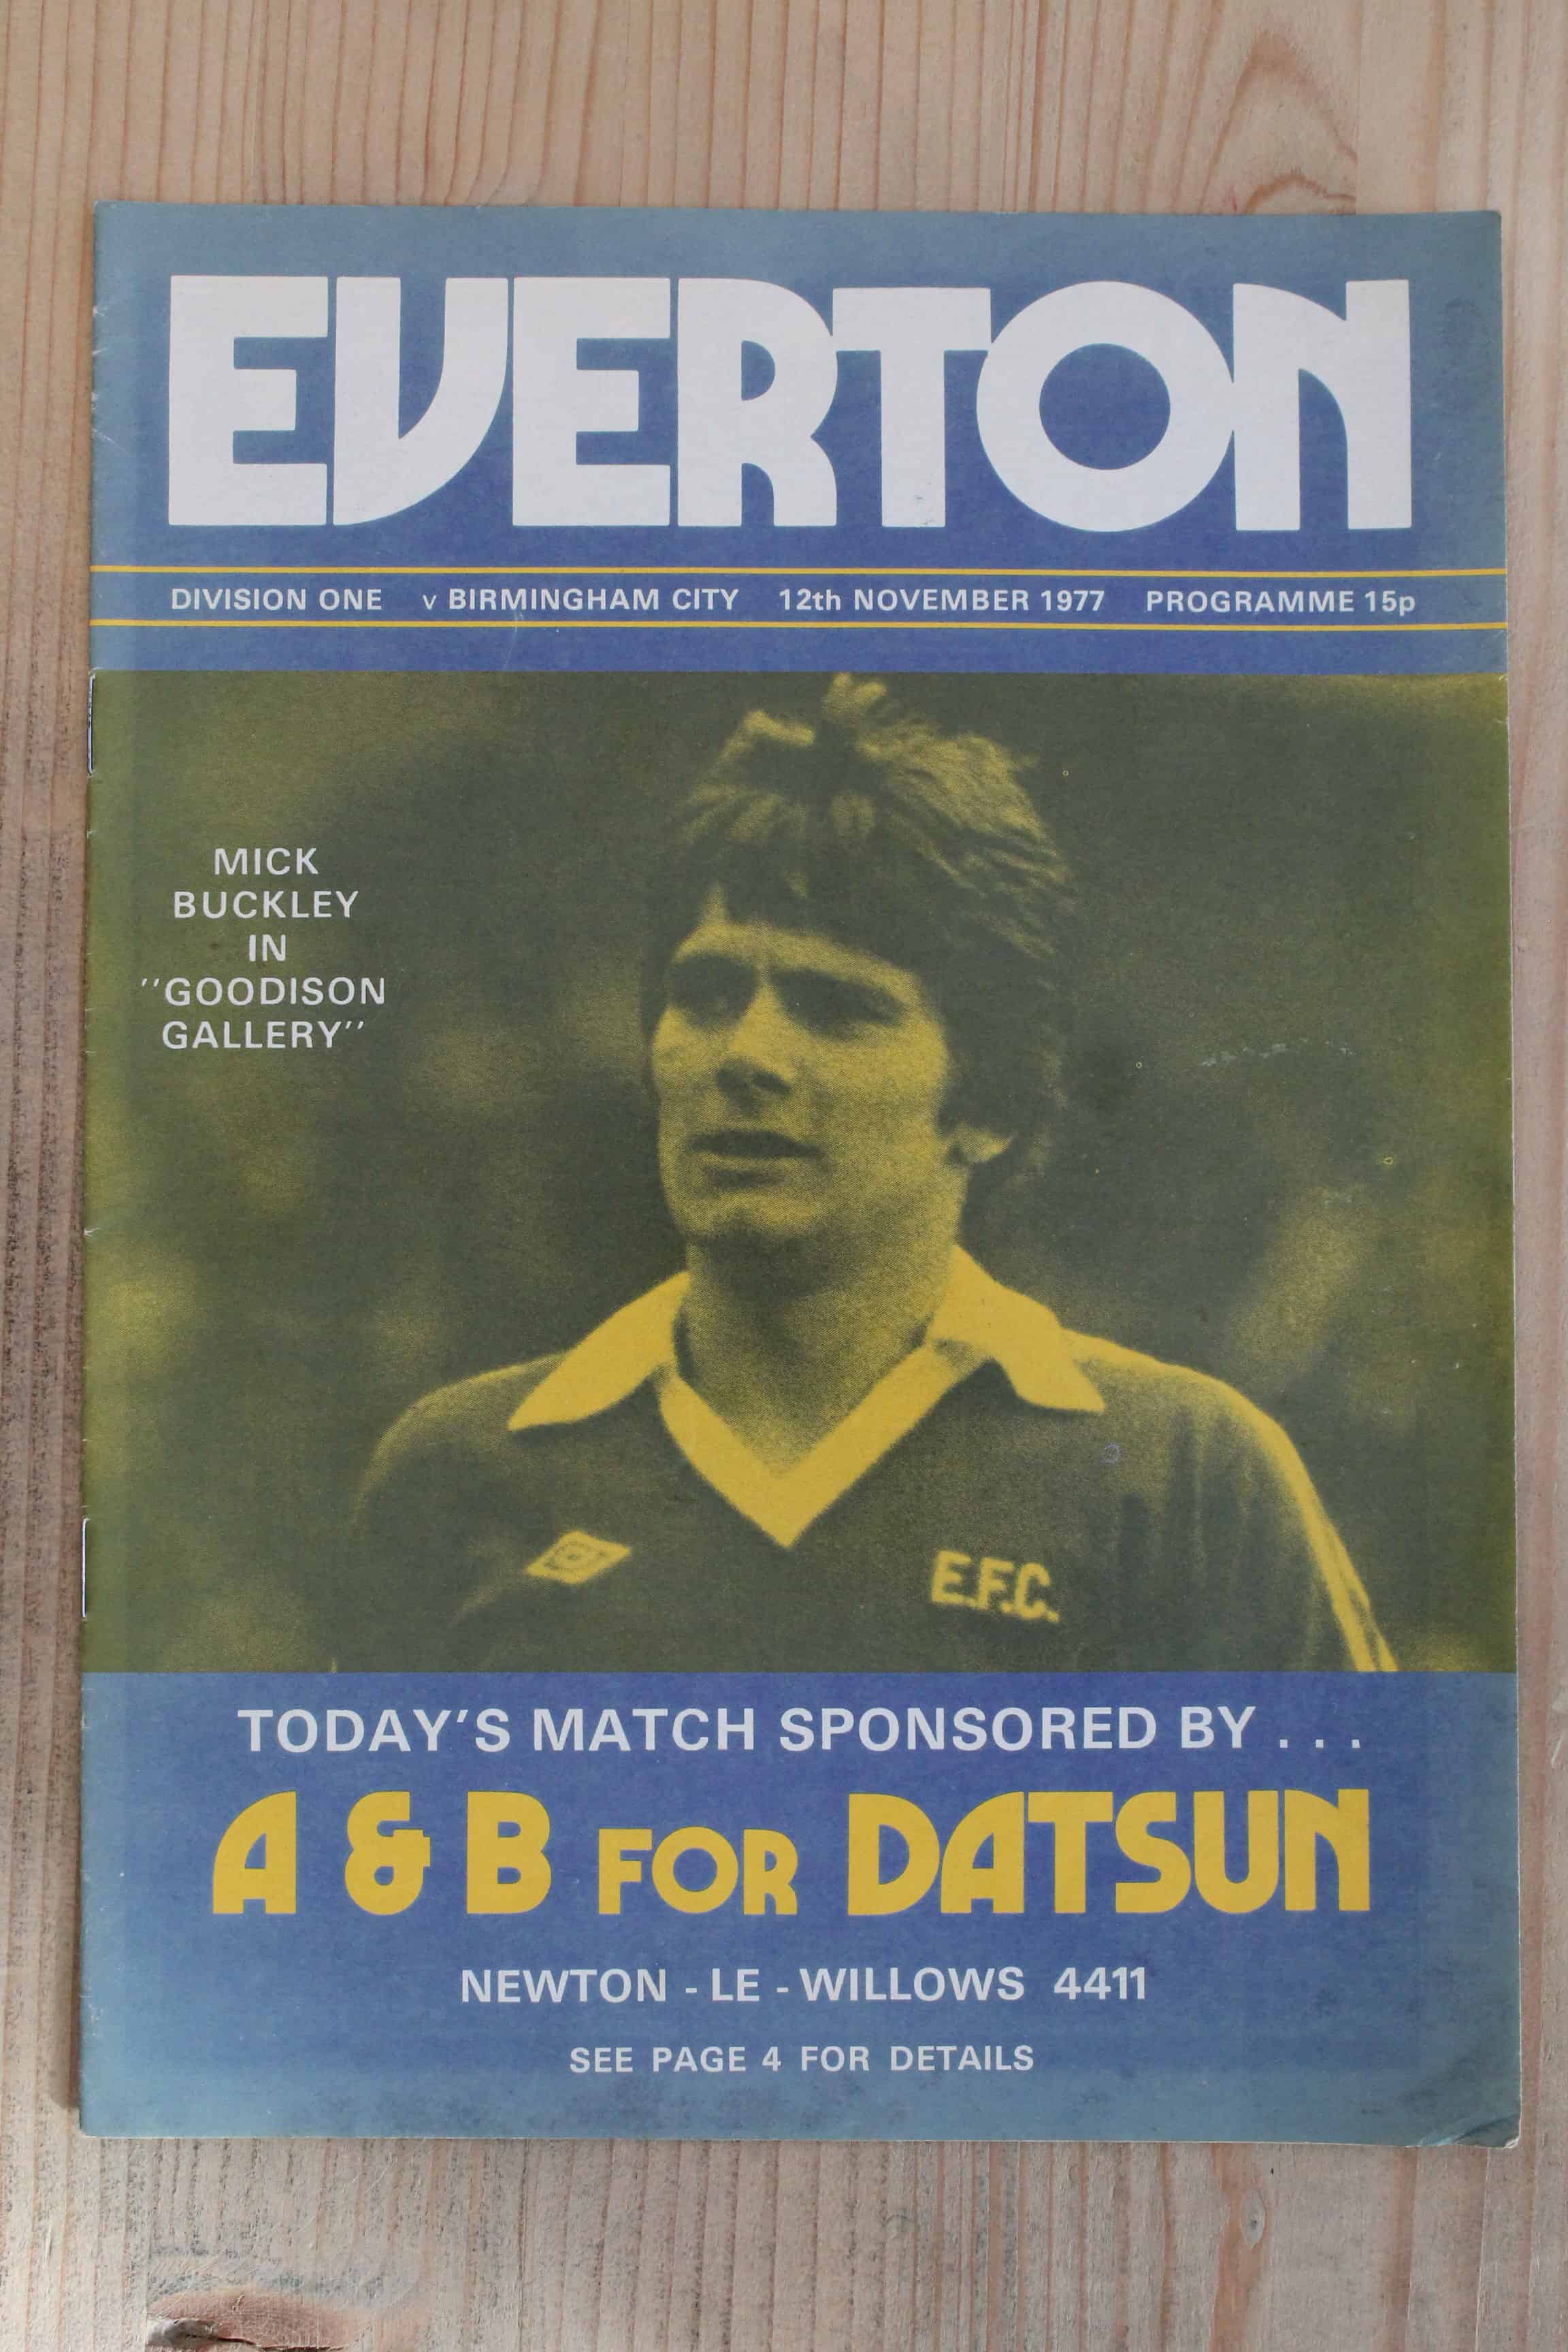 EVERTON
DIVISION ONE v BIRMINGHAM CITY 12th NOVEMBER 1977 PROGRAMME 15p
MICK
BUCKLEY
IN
"GOODISON
GALLERY"
E.F.C.
TODAY'S MATCH SPONSORED BY . . .
A & B FOR DATSUN
NEWTON - LE - WILLOWS 4411
SEE PAGE 4 FOR DETAILS